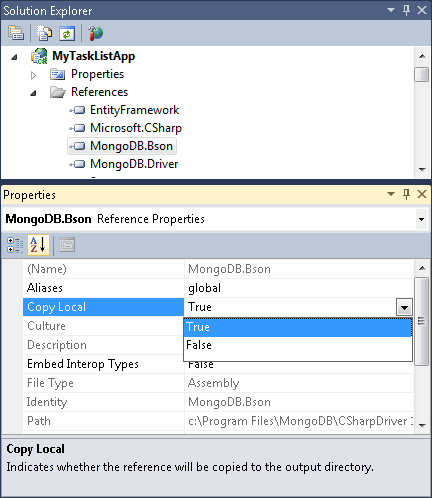 Solution Explorer
MyTaskListApp
Properties
References
EntityFramework
Microsoft.CSharp
MongoDB.Bson
MongoDB.Driver
Properties
MongoDB.Bson Reference Properties
(Name) MongoDB.Bson
Aliases global
Copy Local True
Culture True
Description False
Embed Interop Types False
File Type Assembly
Identity MongoDB.Bson
Path c:\Program Files\MongoDB\CSharpDriver
Copy Local
Indicates whether the reference will be copied to the output directory.